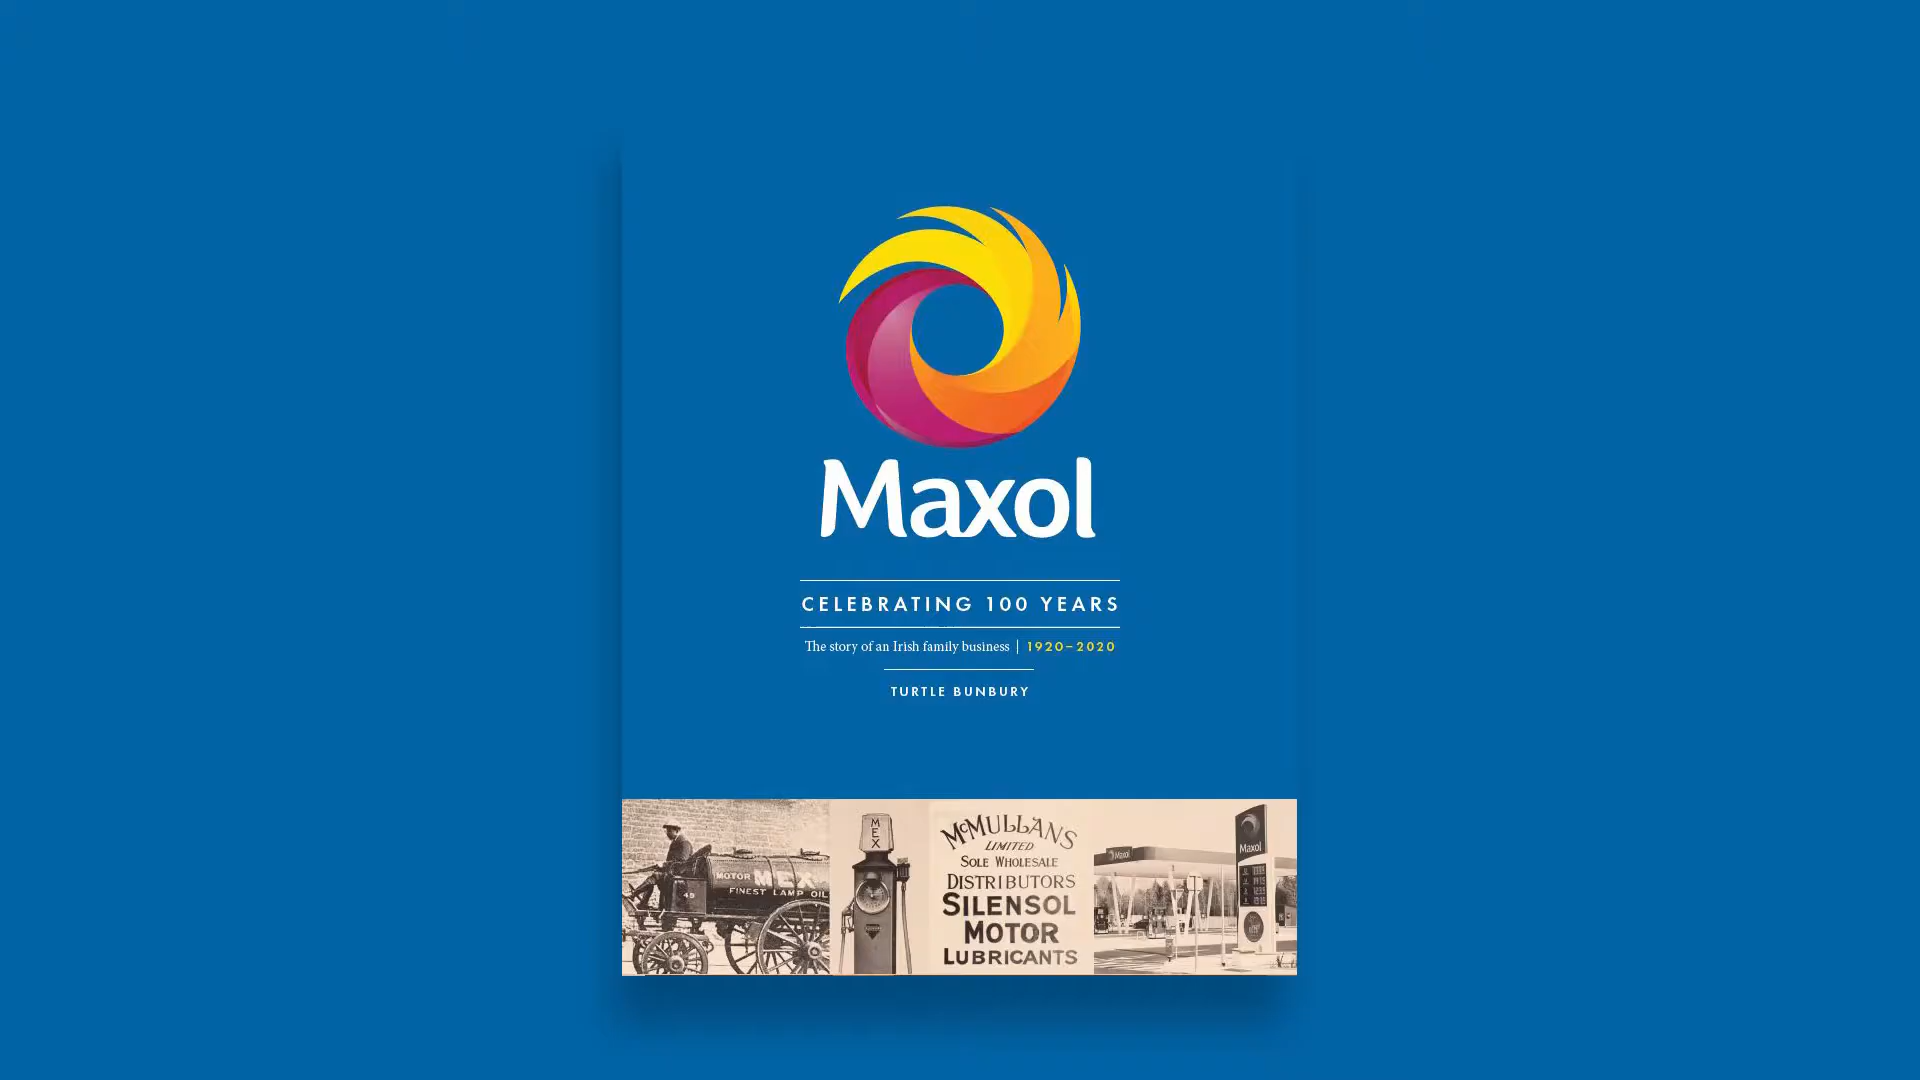 Maxol
CELEBRATING 100 YEARS
The story of an Irish family business | 1920–2020
TURTLE BUNBURY
MOTOR MEX
FINEST LAMP OIL
45
MEX
McMULLANS
LIMITED
SOLE WHOLESALE
DISTRIBUTORS
SILENSOL
MOTOR
LUBRICANTS
Maxol
Maxol